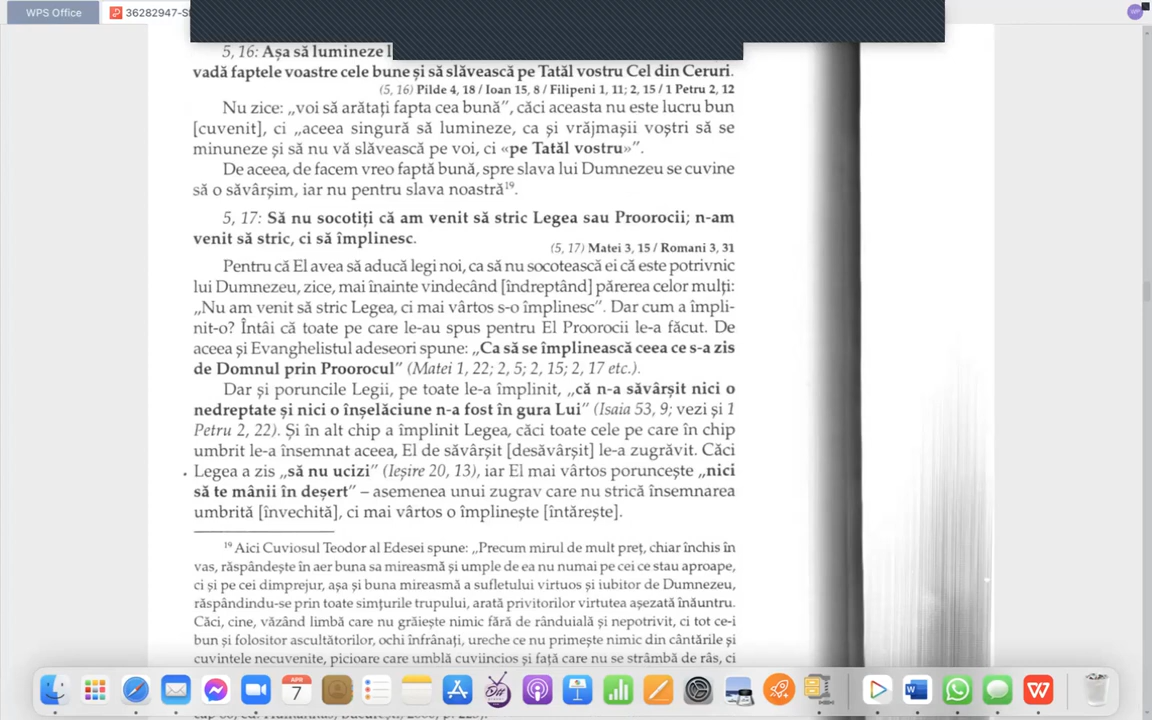 WPS Office
36282947-Sf
5, 16: Așa să lumineze l
vadă faptele voastre cele bune și să slăvească pe Tatăl vostru Cel din Ceruri.
(5, 16) Pilde 4, 18 / Ioan 15, 8 / Filipeni 1, 11; 2, 15 / 1 Petru 2, 12
Nu zice: „voi să arătați fapta cea bună”, căci aceasta nu este lucru bun
[cuvenit], ci „aceea singură să lumineze, ca și vrăjmașii voștri să se
minuneze și să nu vă slăvească pe voi, ci «pe Tatăl vostru»”.
De aceea, de facem vreo faptă bună, spre slava lui Dumnezeu se cuvine
să o săvârșim, iar nu pentru slava noastră¹⁹.
5, 17: Să nu socotiți că am venit să stric Legea sau Proorocii; n-am
venit să stric, ci să împlinesc.
(5, 17) Matei 3, 15 / Romani 3, 31
Pentru că El avea să aducă legi noi, ca să nu socotească ei că este potrivnic
lui Dumnezeu, zice, mai înainte vindecând [îndreptând] părerea celor mulți:
„Nu am venit să stric Legea, ci mai vârtos s-o împlinesc”. Dar cum a împli-
nit-o? Întâi că toate pe care le-au spus pentru El Proorocii le-a făcut. De
aceea și Evanghelistul adeseori spune: „Ca să se împlinească ceea ce s-a zis
de Domnul prin Proorocul” (Matei 1, 22; 2, 5; 2, 15; 2, 17 etc.).
Dar și poruncile Legii, pe toate le-a împlinit, „că n-a săvârșit nici o
nedreptate și nici o înșelăciune n-a fost în gura Lui” (Isaia 53, 9; vezi și 1
Petru 2, 22). Și în alt chip a împlinit Legea, căci toate cele pe care în chip
umbrit le-a însemnat aceea, El de săvârșit [desăvârșit] le-a zugrăvit. Căci
Legea a zis „să nu ucizi” (Ieșire 20, 13), iar El mai vârtos poruncește „nici
să te mânii în deșert” – asemenea unui zugrav care nu strică însemnarea
umbrită [învechită], ci mai vârtos o împlinește [întărește].
¹⁹ Aici Cuviosul Teodor al Edesei spune: „Precum mirul de mult preț, chiar închis în
vas, răspândește în aer buna sa mireasmă și umple de ea nu numai pe cei ce stau aproape,
ci și pe cei dimprejur, așa și buna mireasmă a sufletului virtuos și iubitor de Dumnezeu,
răspândindu-se prin toate simțurile trupului, arată privitorilor virtutea așezată înăuntru.
Căci, cine, văzând limbă care nu grăiește nimic fără de rânduială și nepotrivit, ci tot ce-i
bun și folositor ascultătorilor, ochi înfrânați, ureche ce nu primește nimic din cântările și
cuvintele necuvenite, picioare care umblă cuviincios și față care nu se strâmbă de râs, ci
APR
7